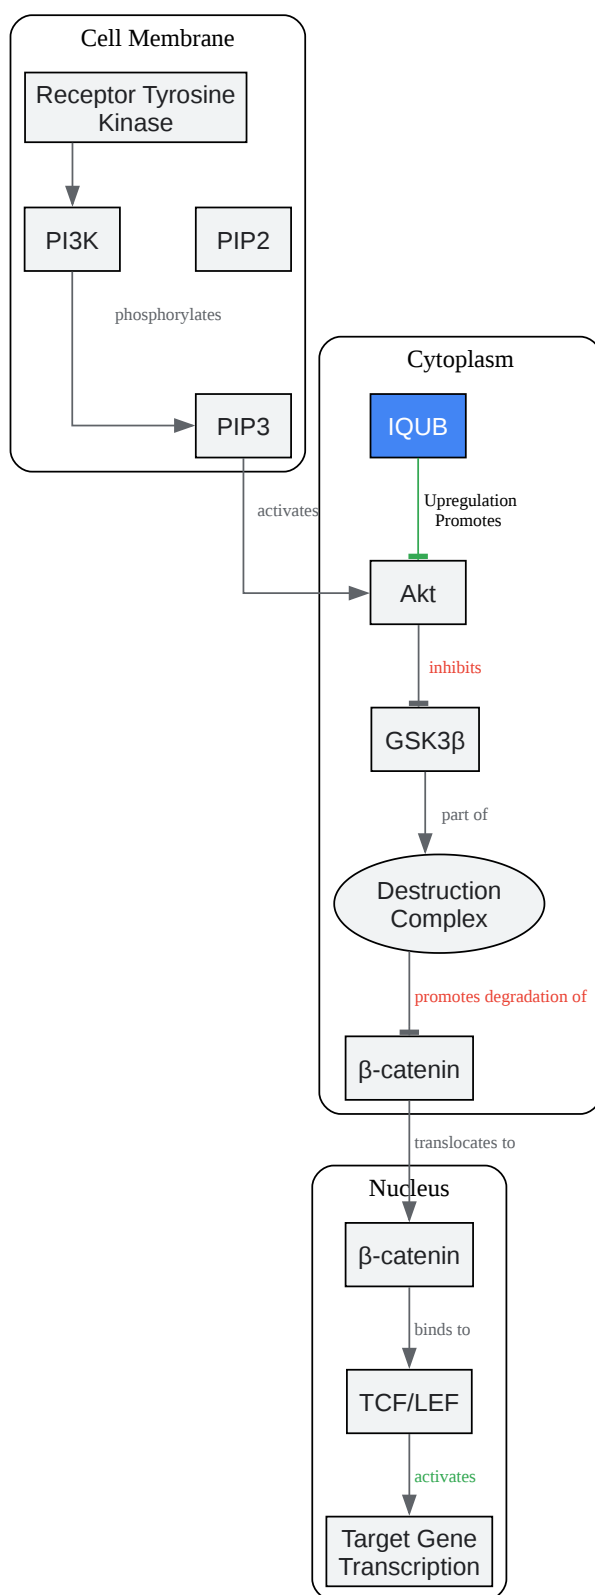 Cell Membrane
Receptor Tyrosine
Kinase
PI3K
PIP2
phosphorylates
Cytoplasm
PIP3
IQUB
activates
Upregulation
Promotes
Akt
inhibits
GSK3β
part of
Destruction
Complex
promotes degradation of
β-catenin
translocates to
Nucleus
β-catenin
binds to
TCF/LEF
activates
Target Gene
Transcription